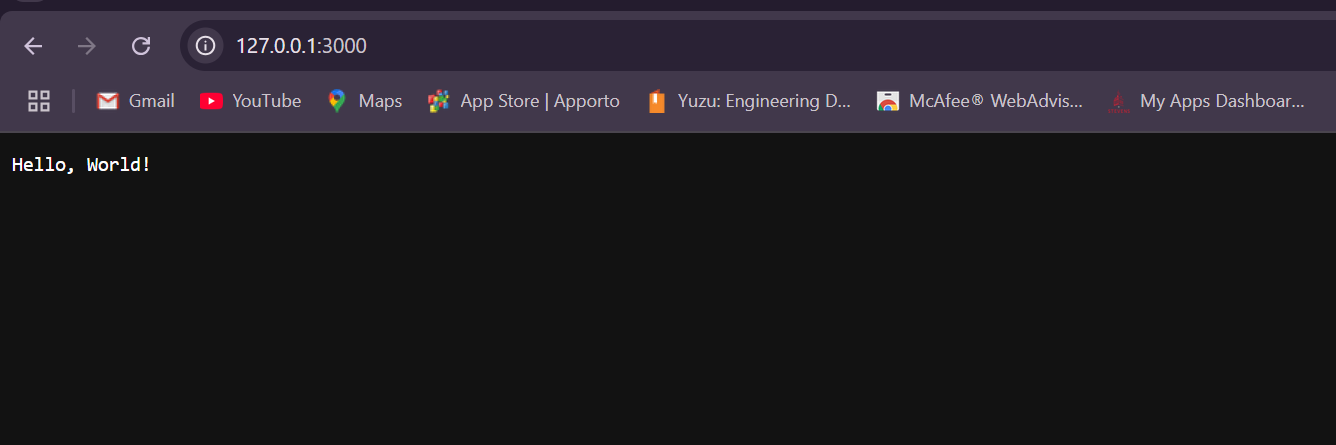 127.0.0.1:3000
Gmail YouTube Maps App Store | Apporto Yuzu: Engineering D... McAfee® WebAdvis... My Apps Dashboar...
Hello, World!